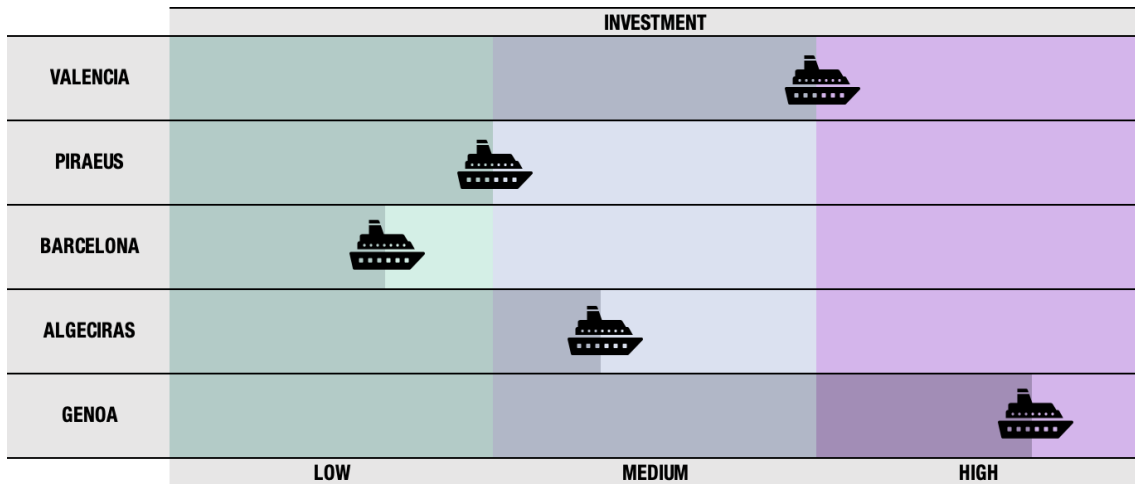 INVESTMENT
VALENCIA
PIRAEUS
BARCELONA
ALGECIRAS
GENOA
LOW MEDIUM HIGH